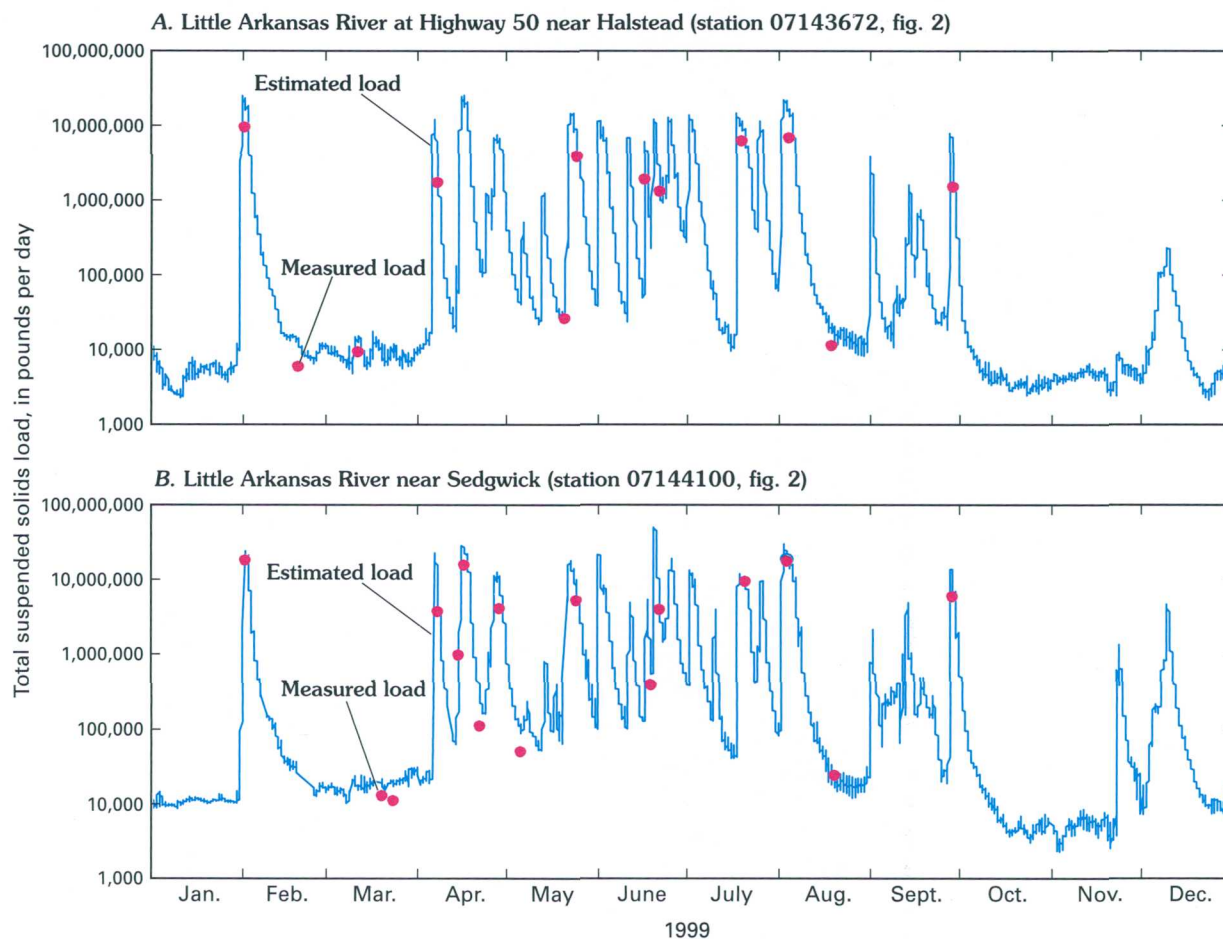 A. Little Arkansas River at Highway 50 near Halstead (station 07143672, fig. 2)
100,000,000
10,000,000
1,000,000
100,000
10,000
1,000
Estimated load
Measured load
Total suspended solids load, in pounds per day
B. Little Arkansas River near Sedgwick (station 07144100, fig. 2)
100,000,000
10,000,000
1,000,000
100,000
10,000
1,000
Estimated load
Measured load
Jan. Feb. Mar. Apr. May June July Aug. Sept. Oct. Nov. Dec.
1999